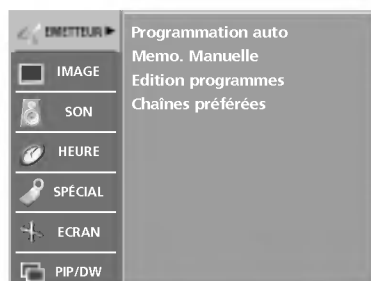 EMETTEUR
IMAGE
SON
HEURE
SPÉCIAL
ECRAN
PIP/DW
Programmation auto
Memo. Manuelle
Edition programmes
Chaînes préférées